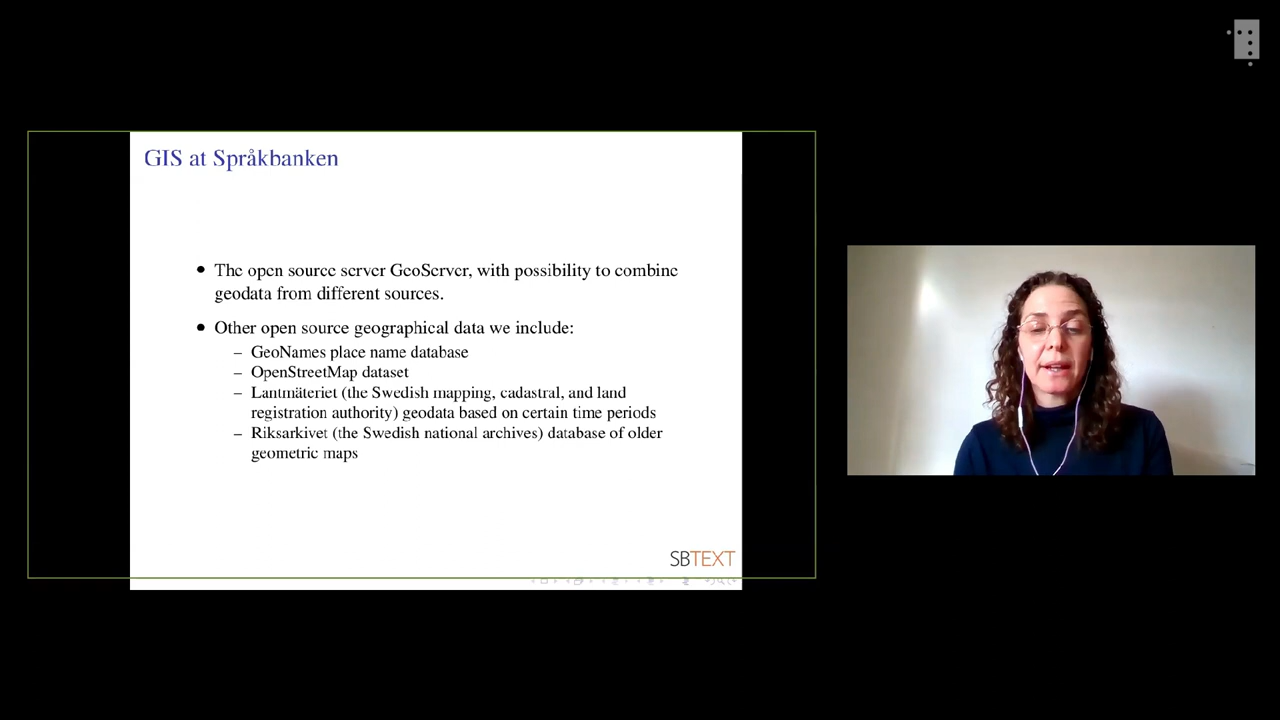 GIS at Språkbanken
• The open source server GeoServer, with possibility to combine
geodata from different sources.
• Other open source geographical data we include:
– GeoNames place name database
– OpenStreetMap dataset
– Lantmäteriet (the Swedish mapping, cadastral, and land
registration authority) geodata based on certain time periods
– Riksarkivet (the Swedish national archives) database of older
geometric maps
SBTEXT